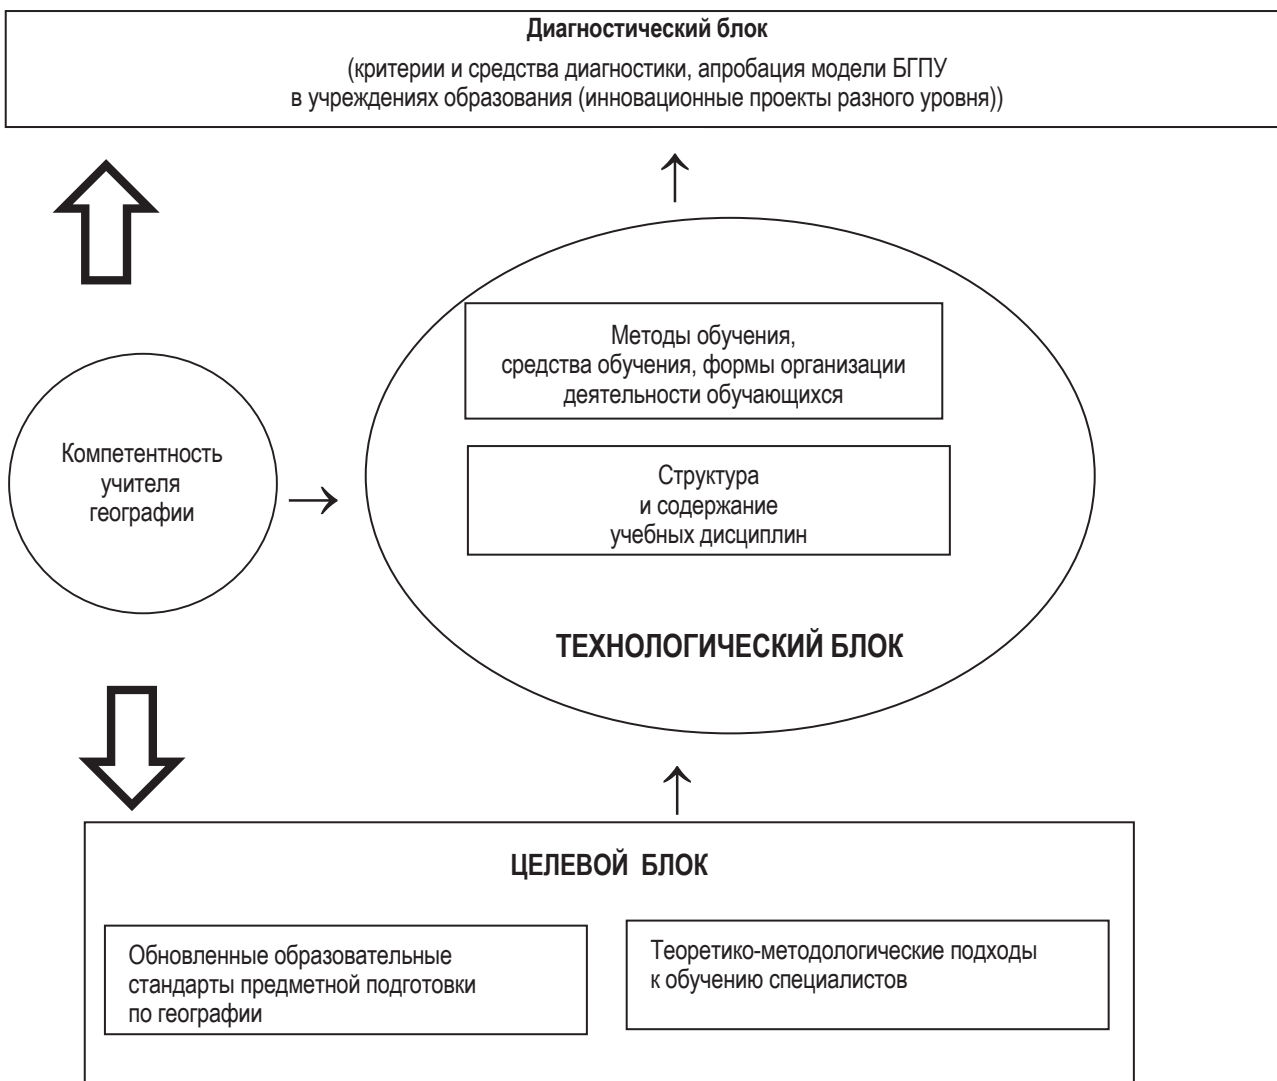 Диагностический блок
(критерии и средства диагностики, апробация модели БГПУ
в учреждениях образования (инновационные проекты разного уровня))
Методы обучения,
средства обучения, формы организации
деятельности обучающихся
Компетентность
учителя
географии
Структура
и содержание
учебных дисциплин
ТЕХНОЛОГИЧЕСКИЙ БЛОК
ЦЕЛЕВОЙ БЛОК
Обновленные образовательные
стандарты предметной подготовки
по географии
Теоретико-методологические подходы
к обучению специалистов